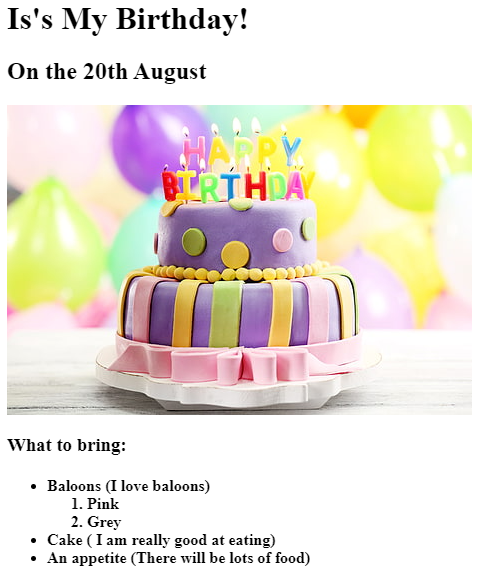 Is's My Birthday!
On the 20th August
HAPPY
BIRTHDAY
What to bring:
• Baloons (I love baloons)
1. Pink
2. Grey
• Cake ( I am really good at eating)
• An appetite (There will be lots of food)